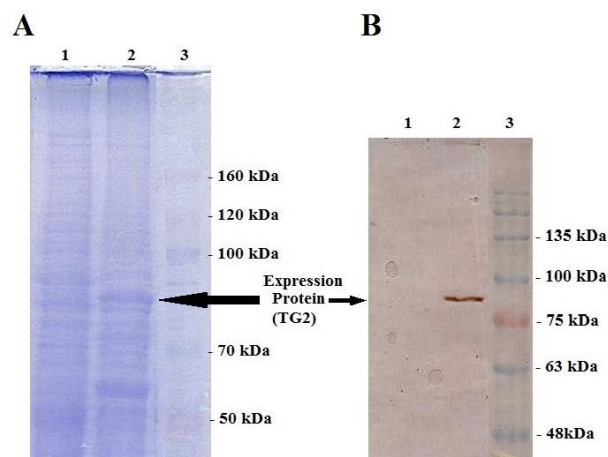 A
B
1 2 3
1 2 3
- 160 kDa
- 120 kDa
- 100 kDa
- 135 kDa
- 100 kDa
Expression
Protein
(TG2)
- 75 kDa
- 70 kDa
- 63 kDa
- 50 kDa
- 48kDa